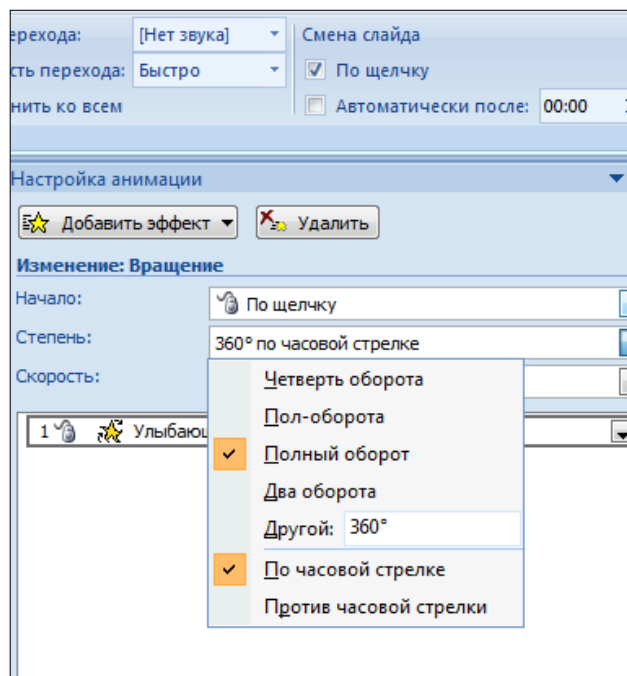 ерехода: [Нет звука] Смена слайда
сть перехода: Быстро По щелчку
нить ко всем Автоматически после: 00:00
Настройка анимации
Добавить эффект Удалить
Изменение: Вращение
Начало: По щелчку
Степень: 360° по часовой стрелке
Скорость:
Четверть оборота
1 Улыбающ
Пол-оборота
Полный оборот
Два оборота
Другой: 360°
По часовой стрелке
Против часовой стрелки